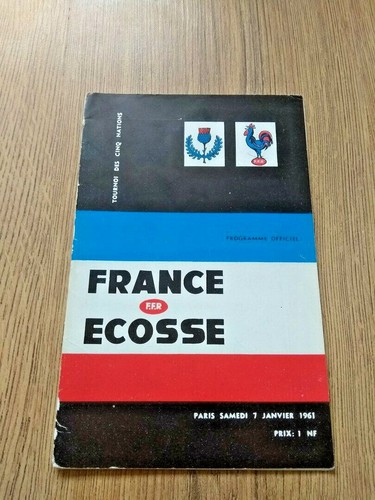 TOURNOI DES CINQ NATIONS
F.F.R
PROGRAMME OFFICIEL
FRANCE
F.F.R
ECOSSE
PARIS SAMEDI 7 JANVIER 1961
PRIX: 1 NF